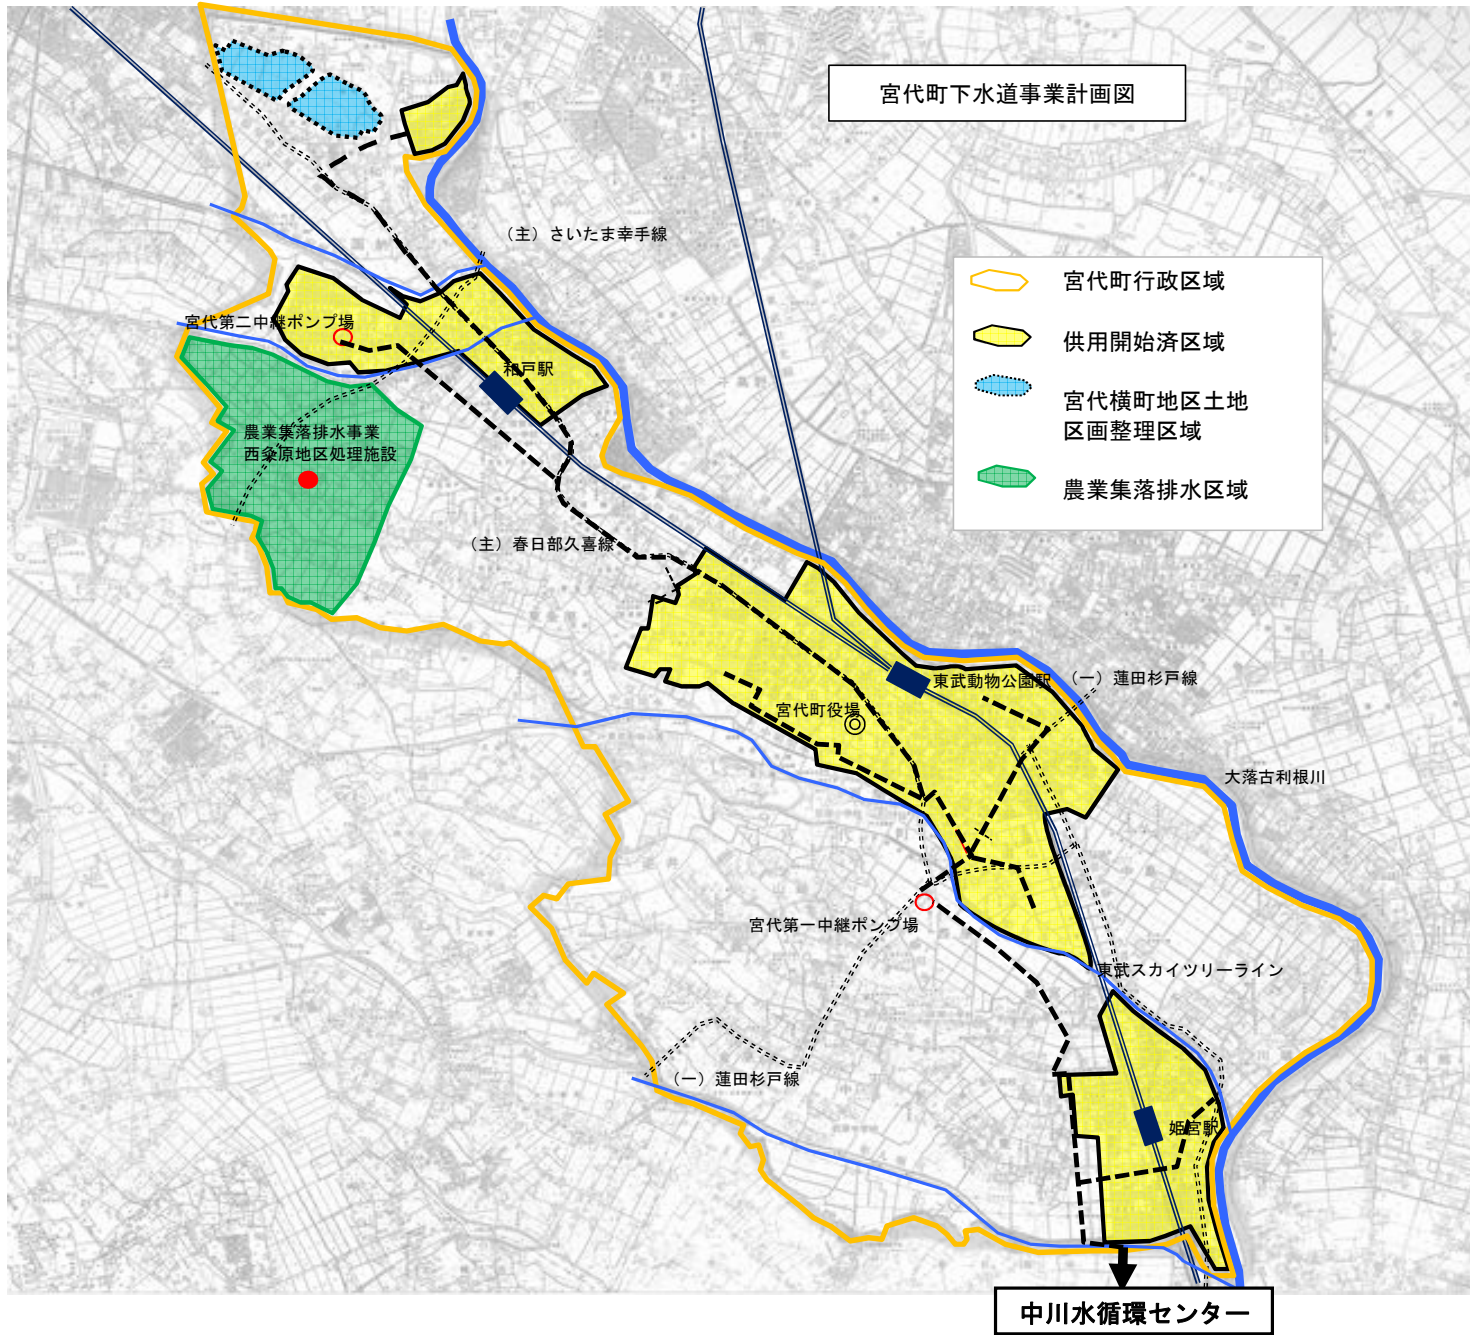 宮代町下水道事業計画図
(主)さいたま幸手線
宮代町行政区域
供用開始済区域
宮代横町地区土地
区画整理区域
農業集落排水区域
宮代第二中継ポンプ場
和戸駅
農業集落排水事業
西粂原地区処理施設
(主)春日部久喜線
東武動物公園駅
(一)蓮田杉戸線
宮代町役場
大落古利根川
宮代第一中継ポンプ場
東武スカイツリーライン
(一)蓮田杉戸線
姫宮駅
中川水循環センター